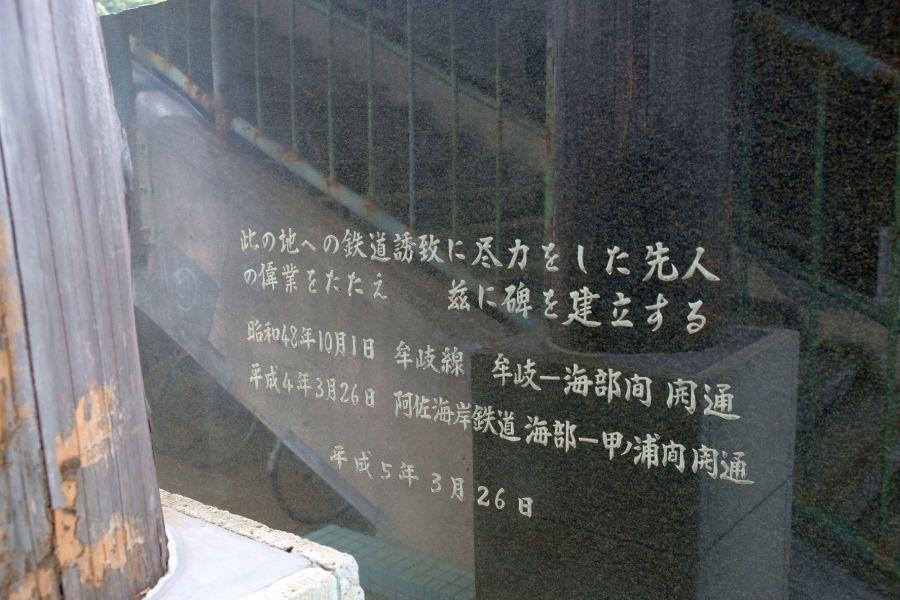 此の地への鉄道誘致に尽力をした先人
の偉業をたたえ　茲に碑を建立する
昭和48年10月1日 牟岐線 牟岐ー海部間 開通
平成4年3月26日 阿佐海岸鉄道 海部ー甲ノ浦間 開通
平成5年3月26日